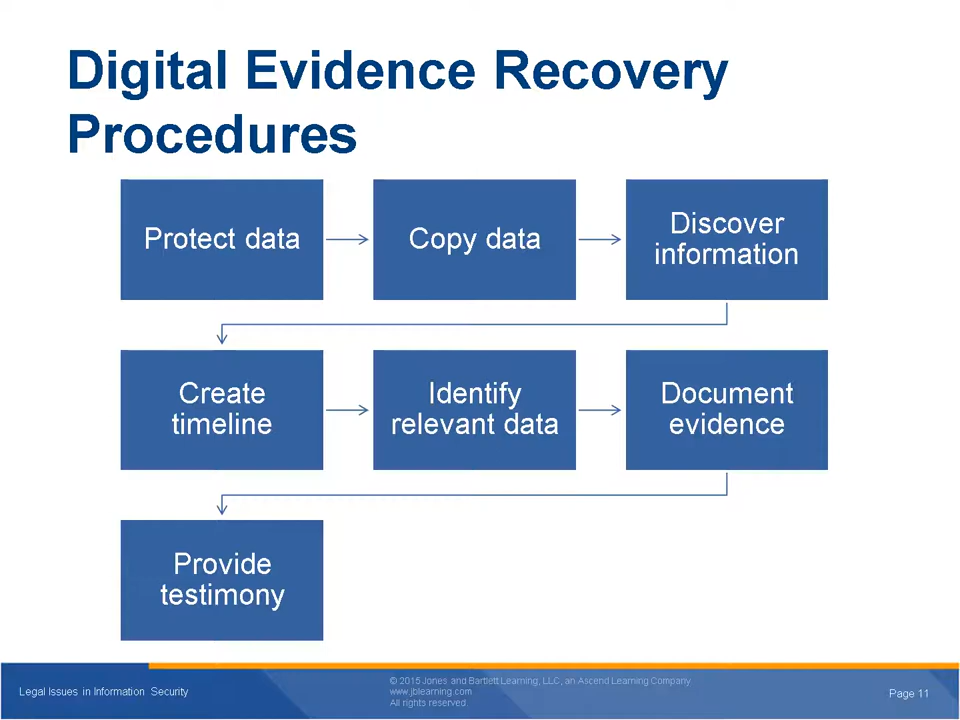 Digital Evidence Recovery
Procedures
Protect data
Copy data
Discover
information
Create
timeline
Identify
relevant data
Document
evidence
Provide
testimony
Legal Issues in Information Security
© 2015 Jones and Bartlett Learning, LLC, an Ascend Learning Company
www.jblearning.com
All rights reserved
Page 11